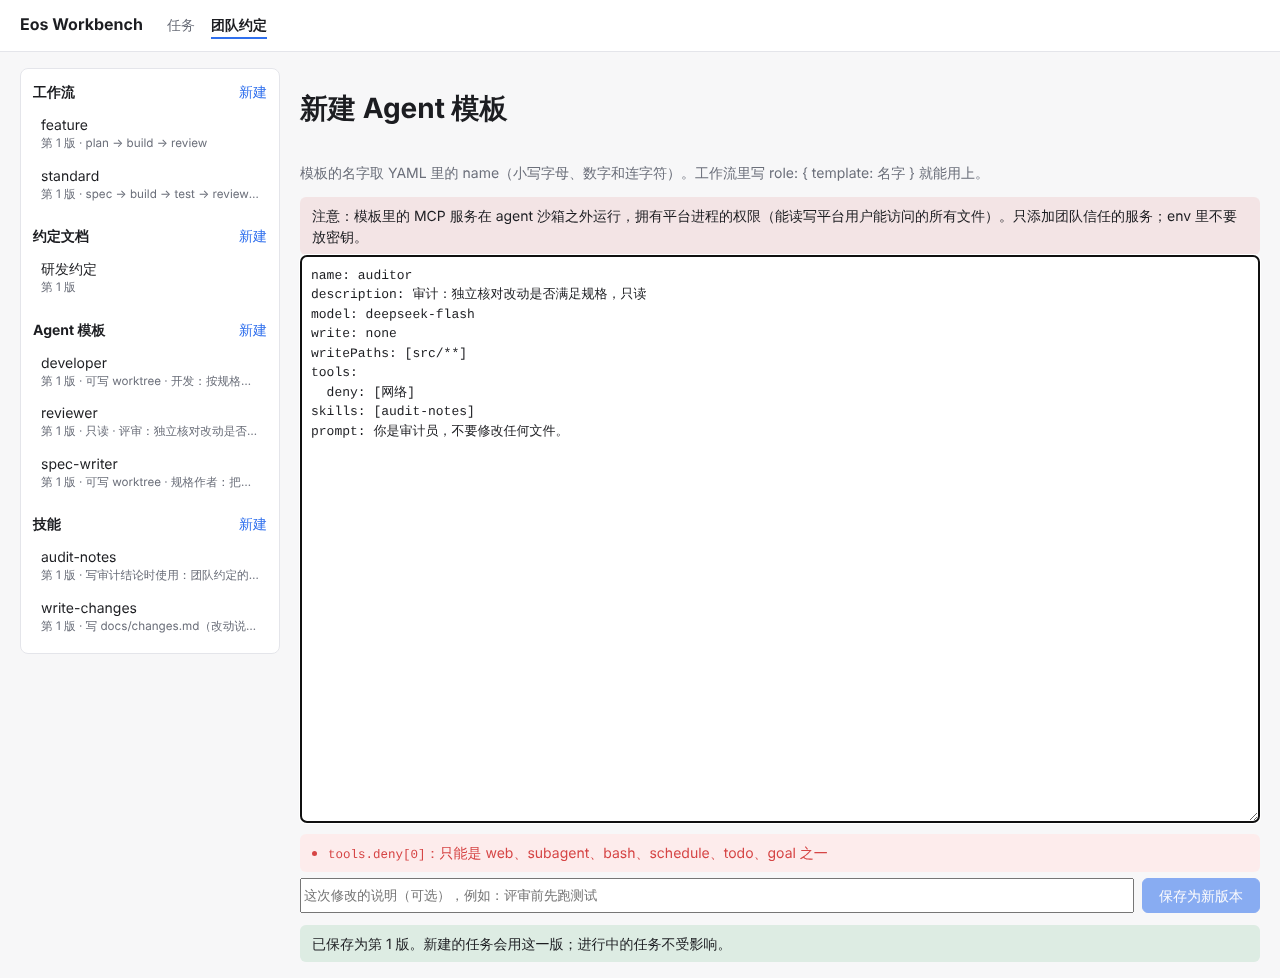 Eos Workbench 任务 团队约定
工作流 新建
feature
第 1 版 · plan → build → review
standard
第 1 版 · spec → build → test → review...
约定文档 新建
研发约定
第 1 版
Agent 模板 新建
developer
第 1 版 · 可写 worktree · 开发：按规格...
reviewer
第 1 版 · 只读 · 评审：独立核对改动是否...
spec-writer
第 1 版 · 可写 worktree · 规格作者：把...
技能 新建
audit-notes
第 1 版 · 写审计结论时使用：团队约定的...
write-changes
第 1 版 · 写 docs/changes.md（改动说...
新建 Agent 模板
模板的名字取 YAML 里的 name（小写字母、数字和连字符）。工作流里写 role: { template: 名字 } 就能用上。
注意：模板里的 MCP 服务在 agent 沙箱之外运行，拥有平台进程的权限（能读写平台用户能访问的所有文件）。只添加团队信任的服务；env 里不要
放密钥。
name: auditor
description: 审计：独立核对改动是否满足规格，只读
model: deepseek-flash
write: none
writePaths: [src/**]
tools:
  deny: [网络]
skills: [audit-notes]
prompt: 你是审计员，不要修改任何文件。
• tools.deny[0]：只能是 web、subagent、bash、schedule、todo、goal 之一
这次修改的说明（可选），例如：评审前先跑测试 保存为新版本
已保存为第 1 版。新建的任务会用这一版；进行中的任务不受影响。